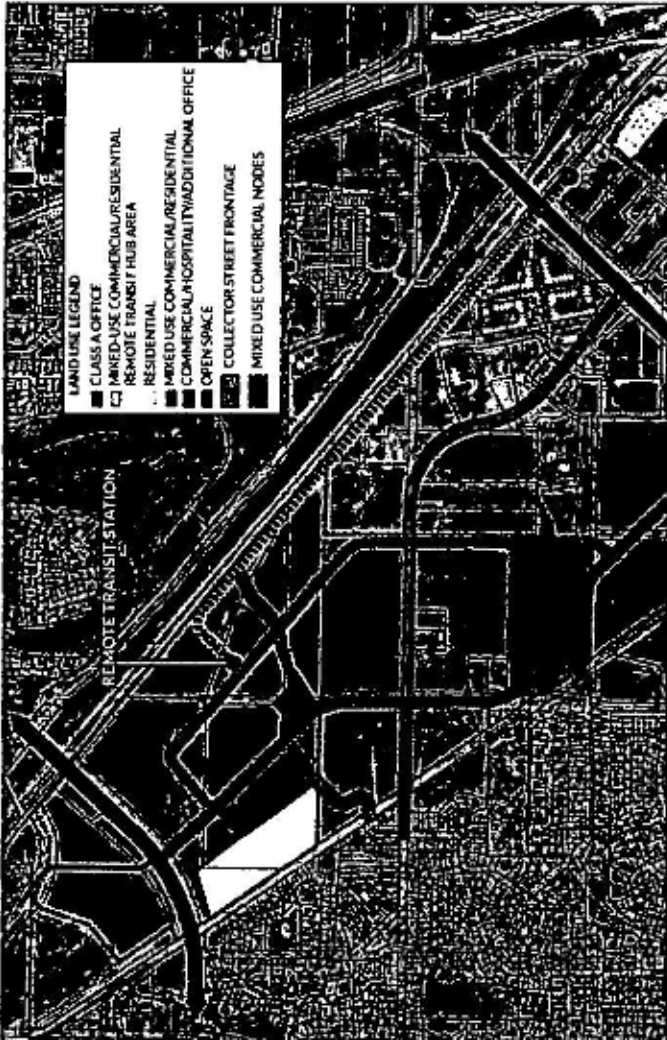 LAND USE LEGEND
CLASS A OFFICE
MIXED-USE COMMERCIAL/RESIDENTIAL
REMOTE TRANSIT HUB AREA
RESIDENTIAL
MIXED USE COMMERCIAL/RESIDENTIAL
COMMERCIAL/HOSPITALITY/ADDITIONAL OFFICE
OPEN SPACE
COLLECTOR STREET FRONTAGE
MIXED USE COMMERCIAL NODES
REMOTE TRANSIT STATION